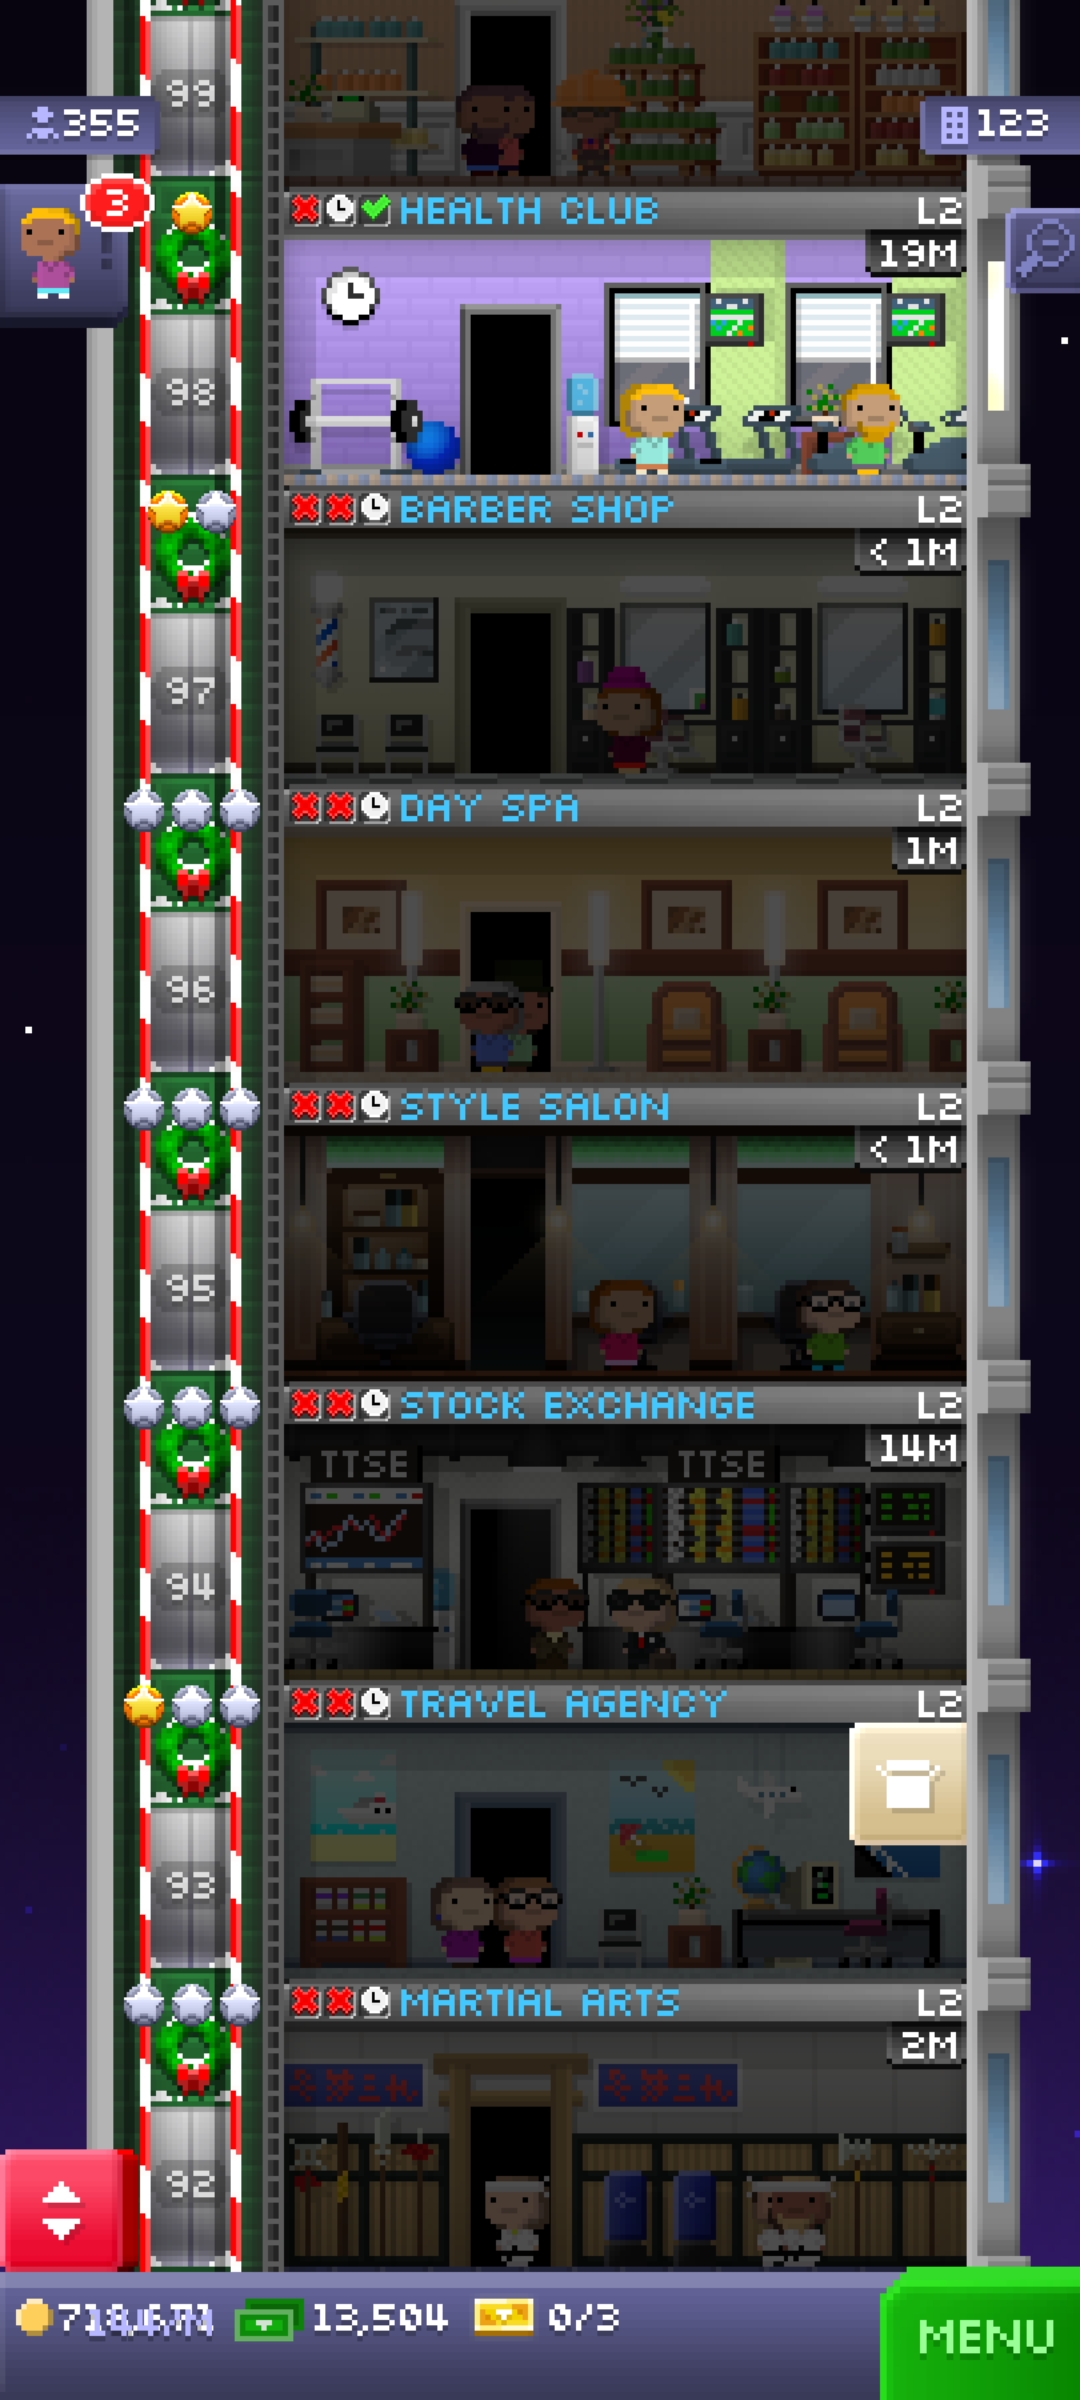 99
355
123
3
HEALTH CLUB L2
19M
98
BARBER SHOP L2
< 1M
97
DAY SPA L2
1M
96
STYLE SALON L2
< 1M
95
STOCK EXCHANGE L2
14M
TTSE TTSE
94
TRAVEL AGENCY L2
93
MARTIAL ARTS L2
2M
92
13,504 0/3
MENU